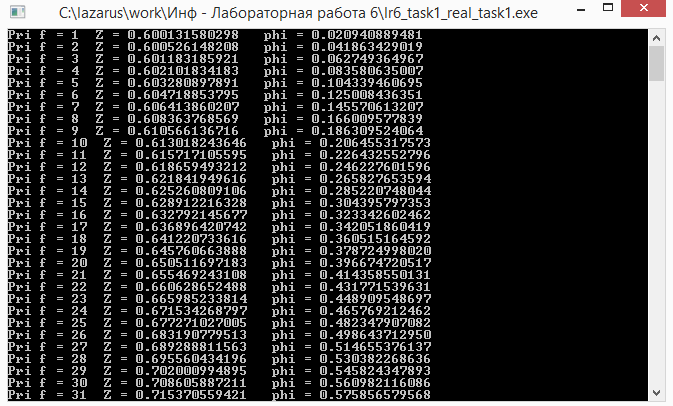 C:\lazarus\work\Инф - Лабораторная работа 6\lr6_task1_real_task1.exe
Pri f = 1  Z = 0.600131580298   phi = 0.020940889481
Pri f = 2  Z = 0.600526148208   phi = 0.041863429019
Pri f = 3  Z = 0.601183185921   phi = 0.062749364967
Pri f = 4  Z = 0.602101834183   phi = 0.083580635007
Pri f = 5  Z = 0.603280897891   phi = 0.104339460695
Pri f = 6  Z = 0.604718853795   phi = 0.125008436351
Pri f = 7  Z = 0.606413860207   phi = 0.145570613207
Pri f = 8  Z = 0.608363768569   phi = 0.166009577839
Pri f = 9  Z = 0.610566136716   phi = 0.186309524064
Pri f = 10  Z = 0.613018243646   phi = 0.206455317573
Pri f = 11  Z = 0.615717105595   phi = 0.226432552796
Pri f = 12  Z = 0.618659493212   phi = 0.246227601596
Pri f = 13  Z = 0.621841949616   phi = 0.265827653594
Pri f = 14  Z = 0.625260809106   phi = 0.285220748044
Pri f = 15  Z = 0.628912216328   phi = 0.304395797353
Pri f = 16  Z = 0.632792145677   phi = 0.323342602462
Pri f = 17  Z = 0.636896420742   phi = 0.342051860419
Pri f = 18  Z = 0.641220733616   phi = 0.360515164592
Pri f = 19  Z = 0.645760663888   phi = 0.378724998020
Pri f = 20  Z = 0.650511697183   phi = 0.396674720517
Pri f = 21  Z = 0.655469243108   phi = 0.414358550131
Pri f = 22  Z = 0.660628652488   phi = 0.431771539631
Pri f = 23  Z = 0.665985233814   phi = 0.448909548697
Pri f = 24  Z = 0.671534268797   phi = 0.465769212462
Pri f = 25  Z = 0.677271027005   phi = 0.482347907082
Pri f = 26  Z = 0.683190779513   phi = 0.498643712950
Pri f = 27  Z = 0.689288811563   phi = 0.514655376137
Pri f = 28  Z = 0.695560434196   phi = 0.530382268636
Pri f = 29  Z = 0.702000994895   phi = 0.545824347893
Pri f = 30  Z = 0.708605887211   phi = 0.560982116086
Pri f = 31  Z = 0.715370559421   phi = 0.575856579568